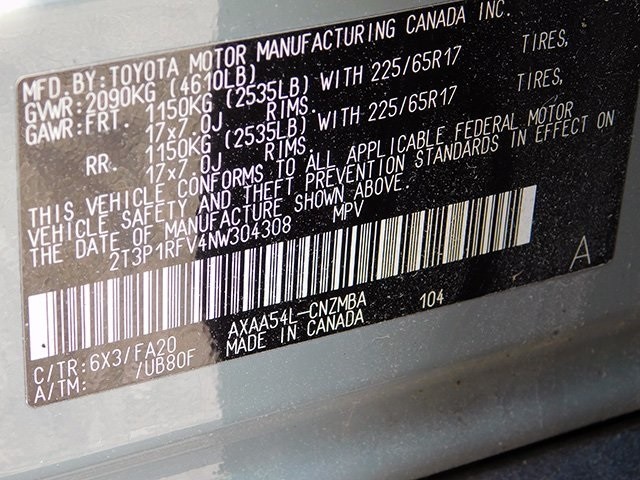 MFD.BY:TOYOTA MOTOR MANUFACTURING CANADA INC.
GVWR:2090KG (4610LB)
GAWR:FRT. 1150KG (2535LB) WITH 225/65R17 TIRES,
17x7.0J RIMS.
RR. 1150KG (2535LB) WITH 225/65R17 TIRES,
17x7.0J RIMS.
THIS VEHICLE CONFORMS TO ALL APPLICABLE FEDERAL MOTOR
VEHICLE SAFETY AND THEFT PREVENTION STANDARDS IN EFFECT ON
THE DATE OF MANUFACTURE SHOWN ABOVE.
2T3P1RFV4NW304308 MPV
A
C/TR:6X3/FA20 AXAA54L-CNZMBA 104
A/TM: /UB80F MADE IN CANADA